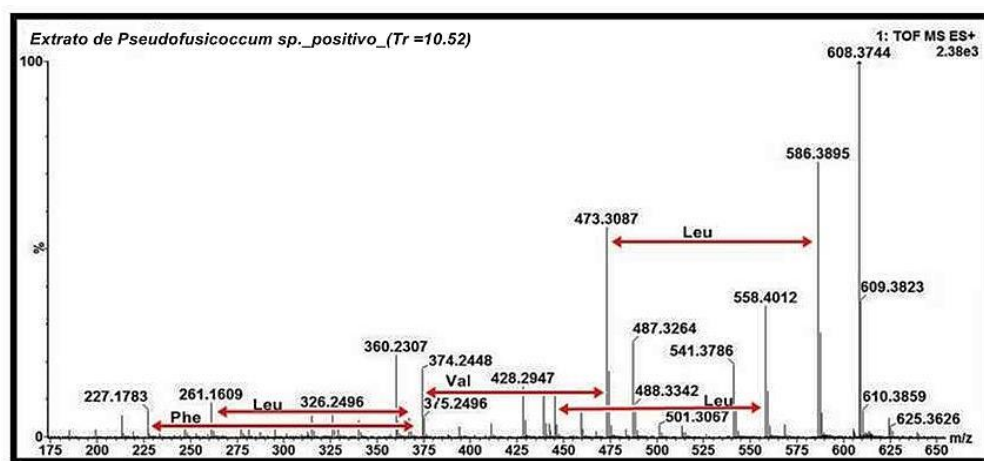 Extrato de Pseudofusicoccum sp._positivo_(Tr =10.52)
1: TOF MS ES+
2.38e3
608.3744
100
586.3895
473.3087
Leu
%
609.3823
558.4012
487.3264
541.3786
360.2307
374.2448
Val
428.2947
488.3342
227.1783
261.1609
Leu
326.2496
375.2496
Leu
610.3859
Phe
501.3067
625.3626
0
175 200 225 250 275 300 325 350 375 400 425 450 475 500 525 550 575 600 625 650 m/z